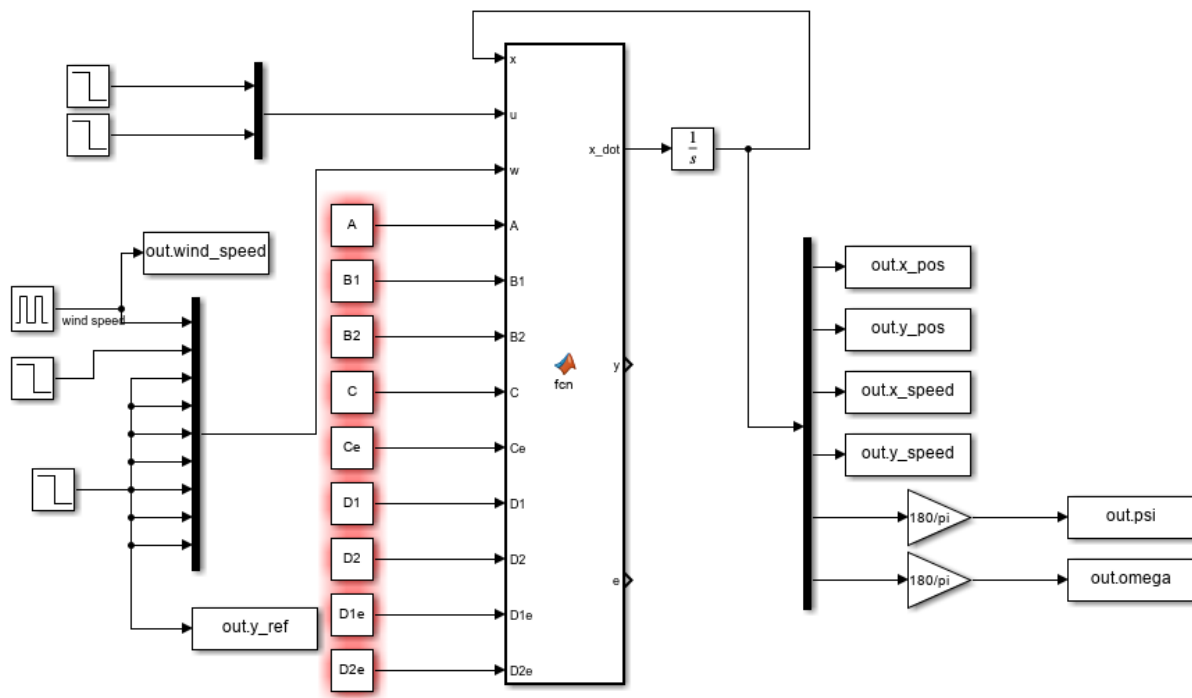 x
u
w
A
B1
B2
C
Ce
D1
D2
D1e
D2e
x_dot
y
e
fcn
1
s
out.wind_speed
wind speed
A
B1
B2
C
Ce
D1
D2
D1e
D2e
out.y_ref
out.x_pos
out.y_pos
out.x_speed
out.y_speed
180/pi
out.psi
180/pi
out.omega